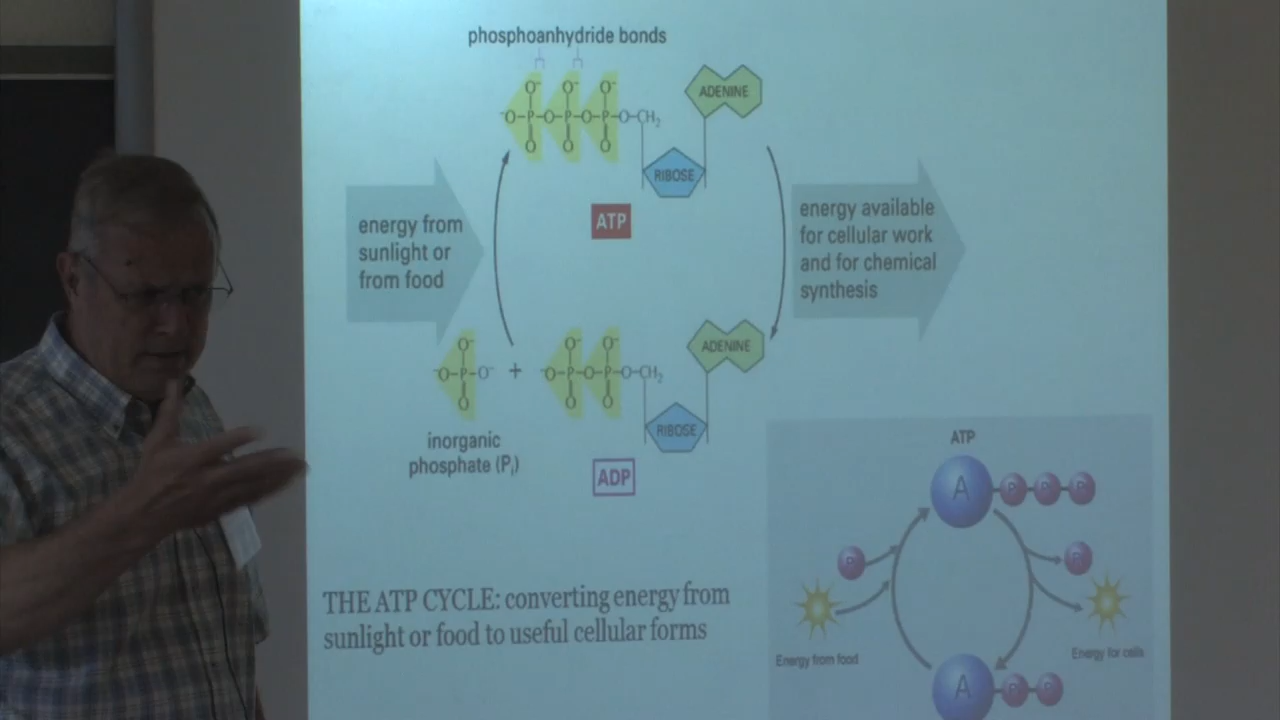 phosphoanhydride bonds
O⁻ O⁻ O⁻
⁻O–P–O–P–O–P–O–CH₂
O O O
ADENINE
RIBOSE
ATP
energy from
sunlight or
from food
energy available
for cellular work
and for chemical
synthesis
O⁻
⁻O–P–O⁻
O
+
O⁻ O⁻
⁻O–P–O–P–O–CH₂
O O
ADENINE
RIBOSE
inorganic
phosphate (Pᵢ)
ADP
THE ATP CYCLE: converting energy from
sunlight or food to useful cellular forms
ATP
A P P P
P
P
Energy from food
Energy for cells
A P P